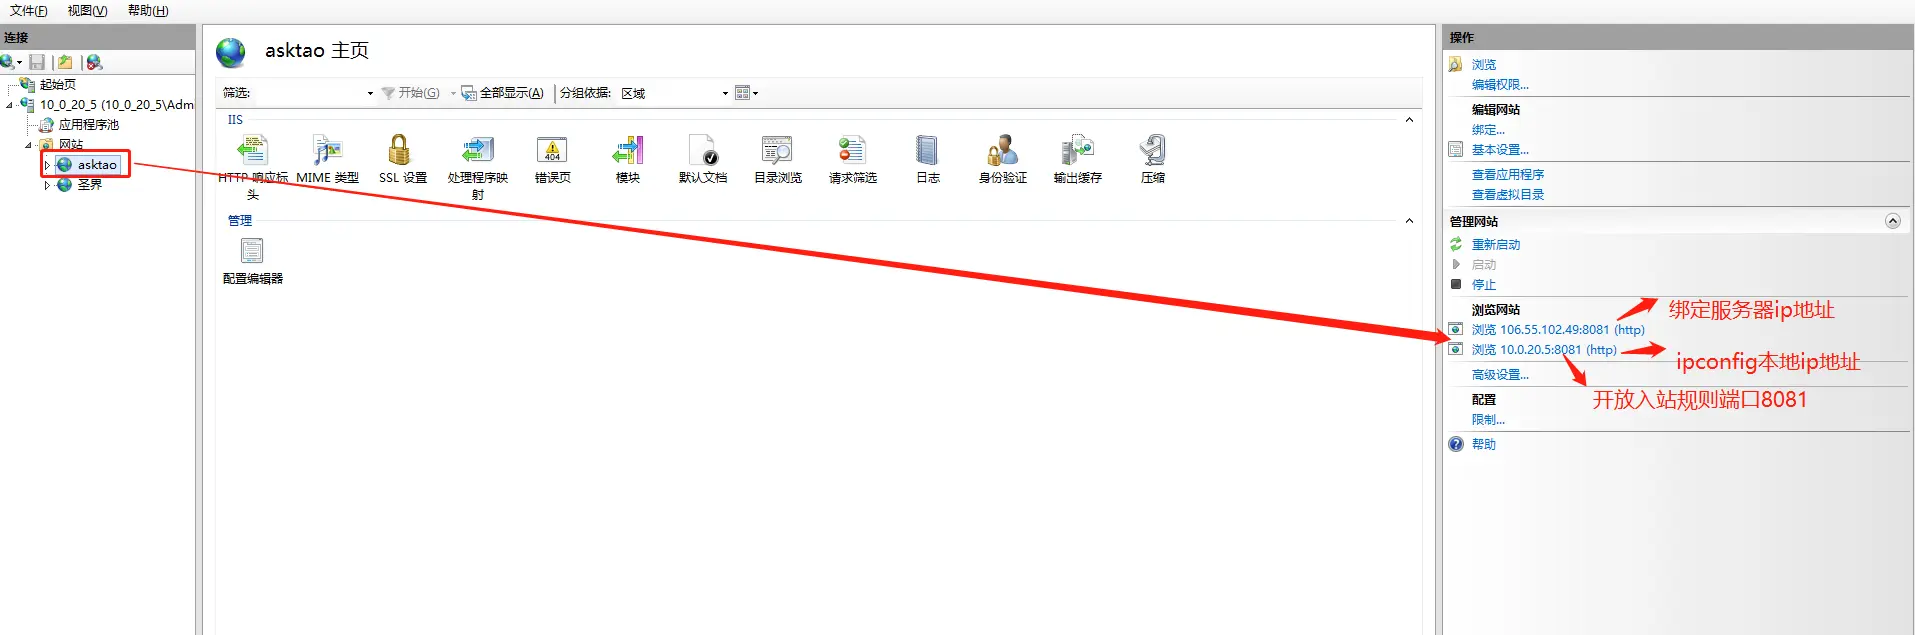 文件(F) 视图(V) 帮助(H)
连接
起始页
10_0_20_5 (10_0_20_5\Adm
应用程序池
网站
asktao
圣界
asktao 主页
筛选: 开始(G) 全部显示(A) 分组依据: 区域
IIS
HTTP 响应标头
MIME 类型
SSL 设置
处理程序映射
错误页
模块
默认文档
目录浏览
请求筛选
日志
身份验证
输出缓存
压缩
管理
配置编辑器
操作
浏览
编辑权限...
编辑网站
绑定...
基本设置...
查看应用程序
查看虚拟目录
管理网站
重新启动
启动
停止
浏览网站
绑定服务器ip地址
浏览 106.55.102.49:8081 (http)
浏览 10.0.20.5:8081 (http)
ipconfig本地ip地址
高级设置...
开放入站规则端口8081
配置
限制...
帮助